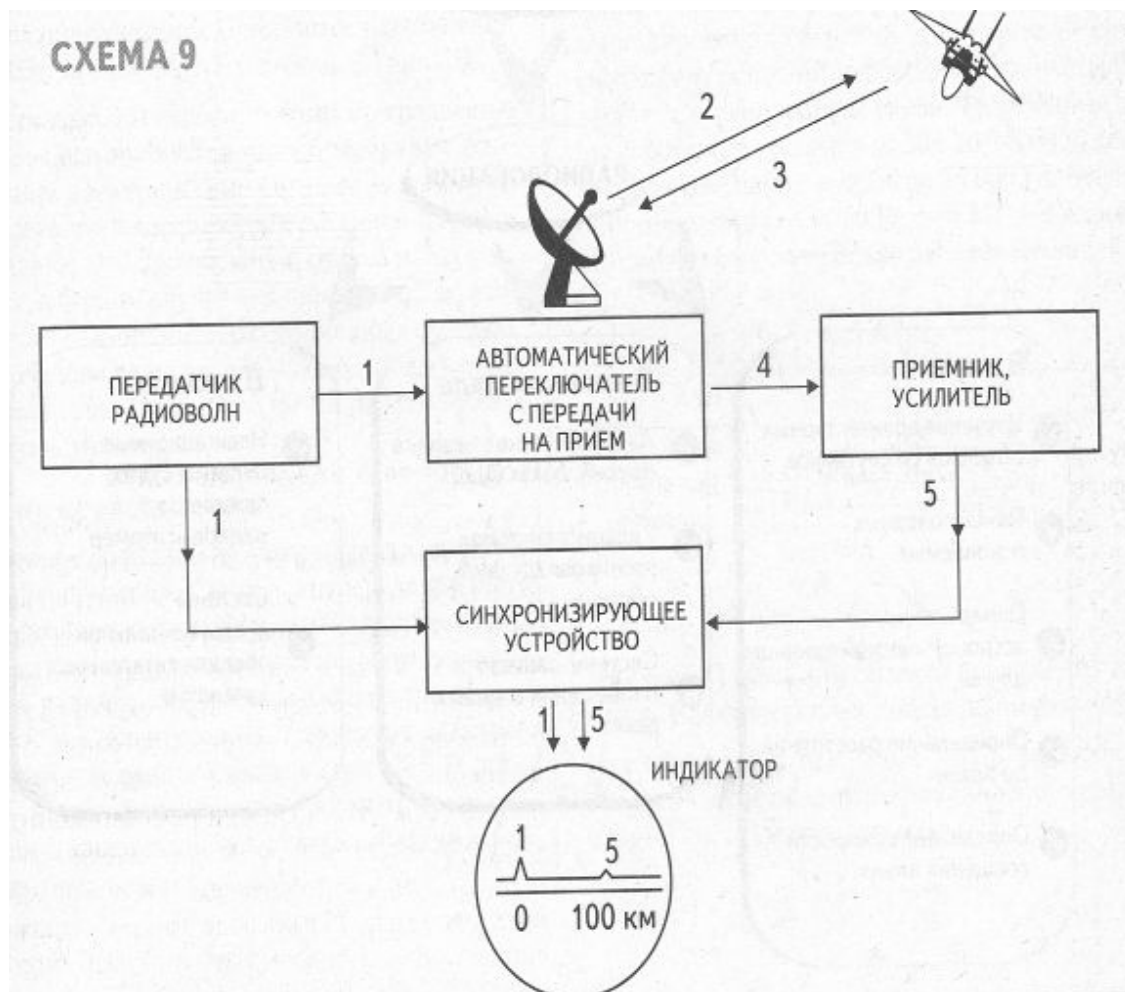 СХЕМА 9
2
3
ПЕРЕДАТЧИК
РАДИОВОЛН
1
АВТОМАТИЧЕСКИЙ
ПЕРЕКЛЮЧАТЕЛЬ
С ПЕРЕДАЧИ
НА ПРИЕМ
4
ПРИЕМНИК,
УСИЛИТЕЛЬ
1
5
СИНХРОНИЗИРУЮЩЕЕ
УСТРОЙСТВО
1 5
ИНДИКАТОР
1 5
0 100 км